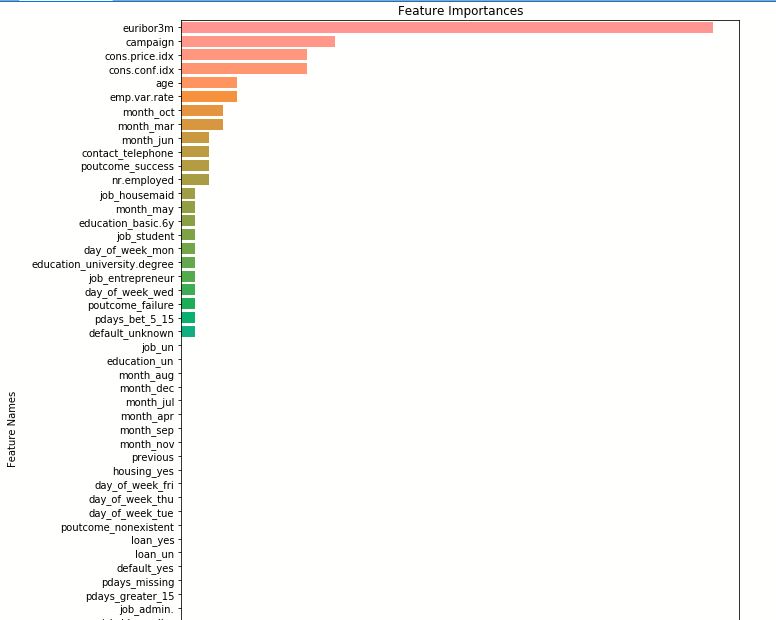 Feature Importances
euribor3m
campaign
cons.price.idx
cons.conf.idx
age
emp.var.rate
month_oct
month_mar
month_jun
contact_telephone
poutcome_success
nr.employed
job_housemaid
month_may
education_basic.6y
job_student
day_of_week_mon
education_university.degree
job_entrepreneur
day_of_week_wed
poutcome_failure
pdays_bet_5_15
default_unknown
job_un
education_un
month_aug
month_dec
month_jul
month_apr
month_sep
month_nov
previous
housing_yes
day_of_week_fri
day_of_week_thu
day_of_week_tue
poutcome_nonexistent
loan_yes
loan_un
default_yes
pdays_missing
pdays_greater_15
job_admin.
Feature Names